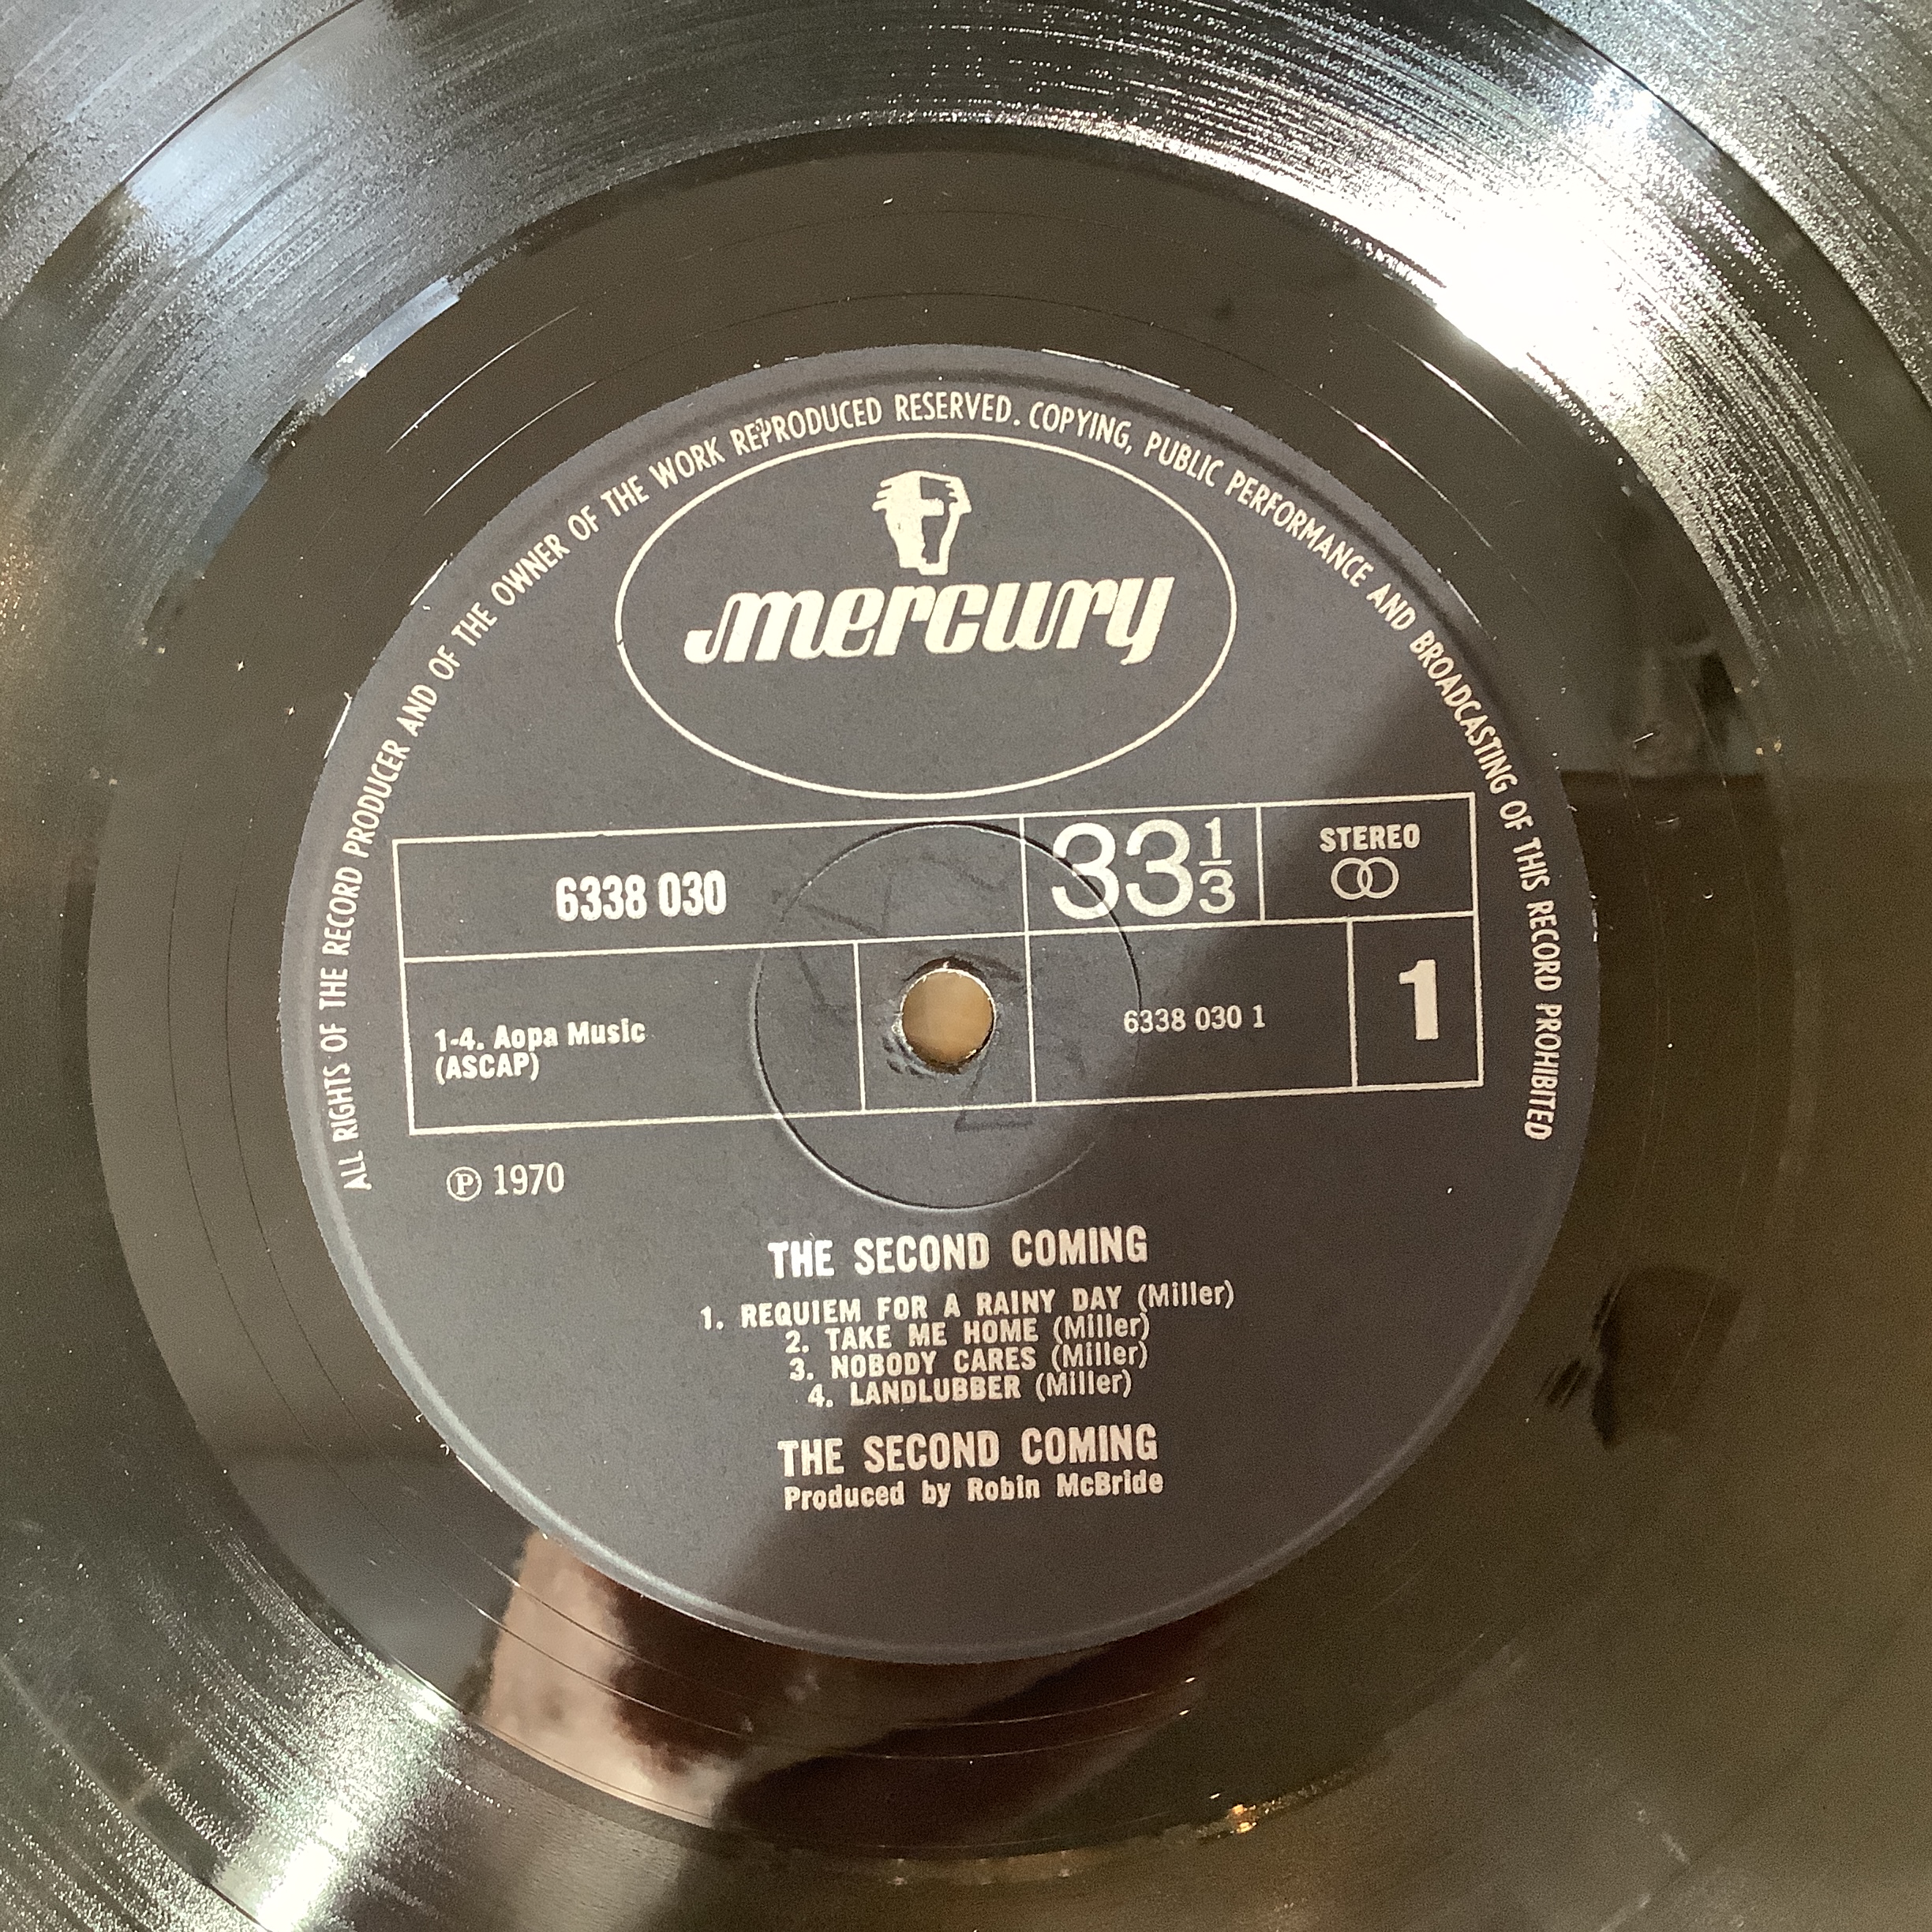 ALL RIGHTS OF THE RECORD PRODUCER AND OF THE OWNER OF THE WORK REPRODUCED RESERVED. COPYING, PUBLIC PERFORMANCE AND BROADCASTING OF THIS RECORD PROHIBITED
mercury
6338 030
33 1/3
STEREO
1-4. Aopa Music
(ASCAP)
6338 030 1
1
℗ 1970
THE SECOND COMING
1. REQUIEM FOR A RAINY DAY (Miller)
2. TAKE ME HOME (Miller)
3. NOBODY CARES (Miller)
4. LANDLUBBER (Miller)
THE SECOND COMING
Produced by Robin McBride